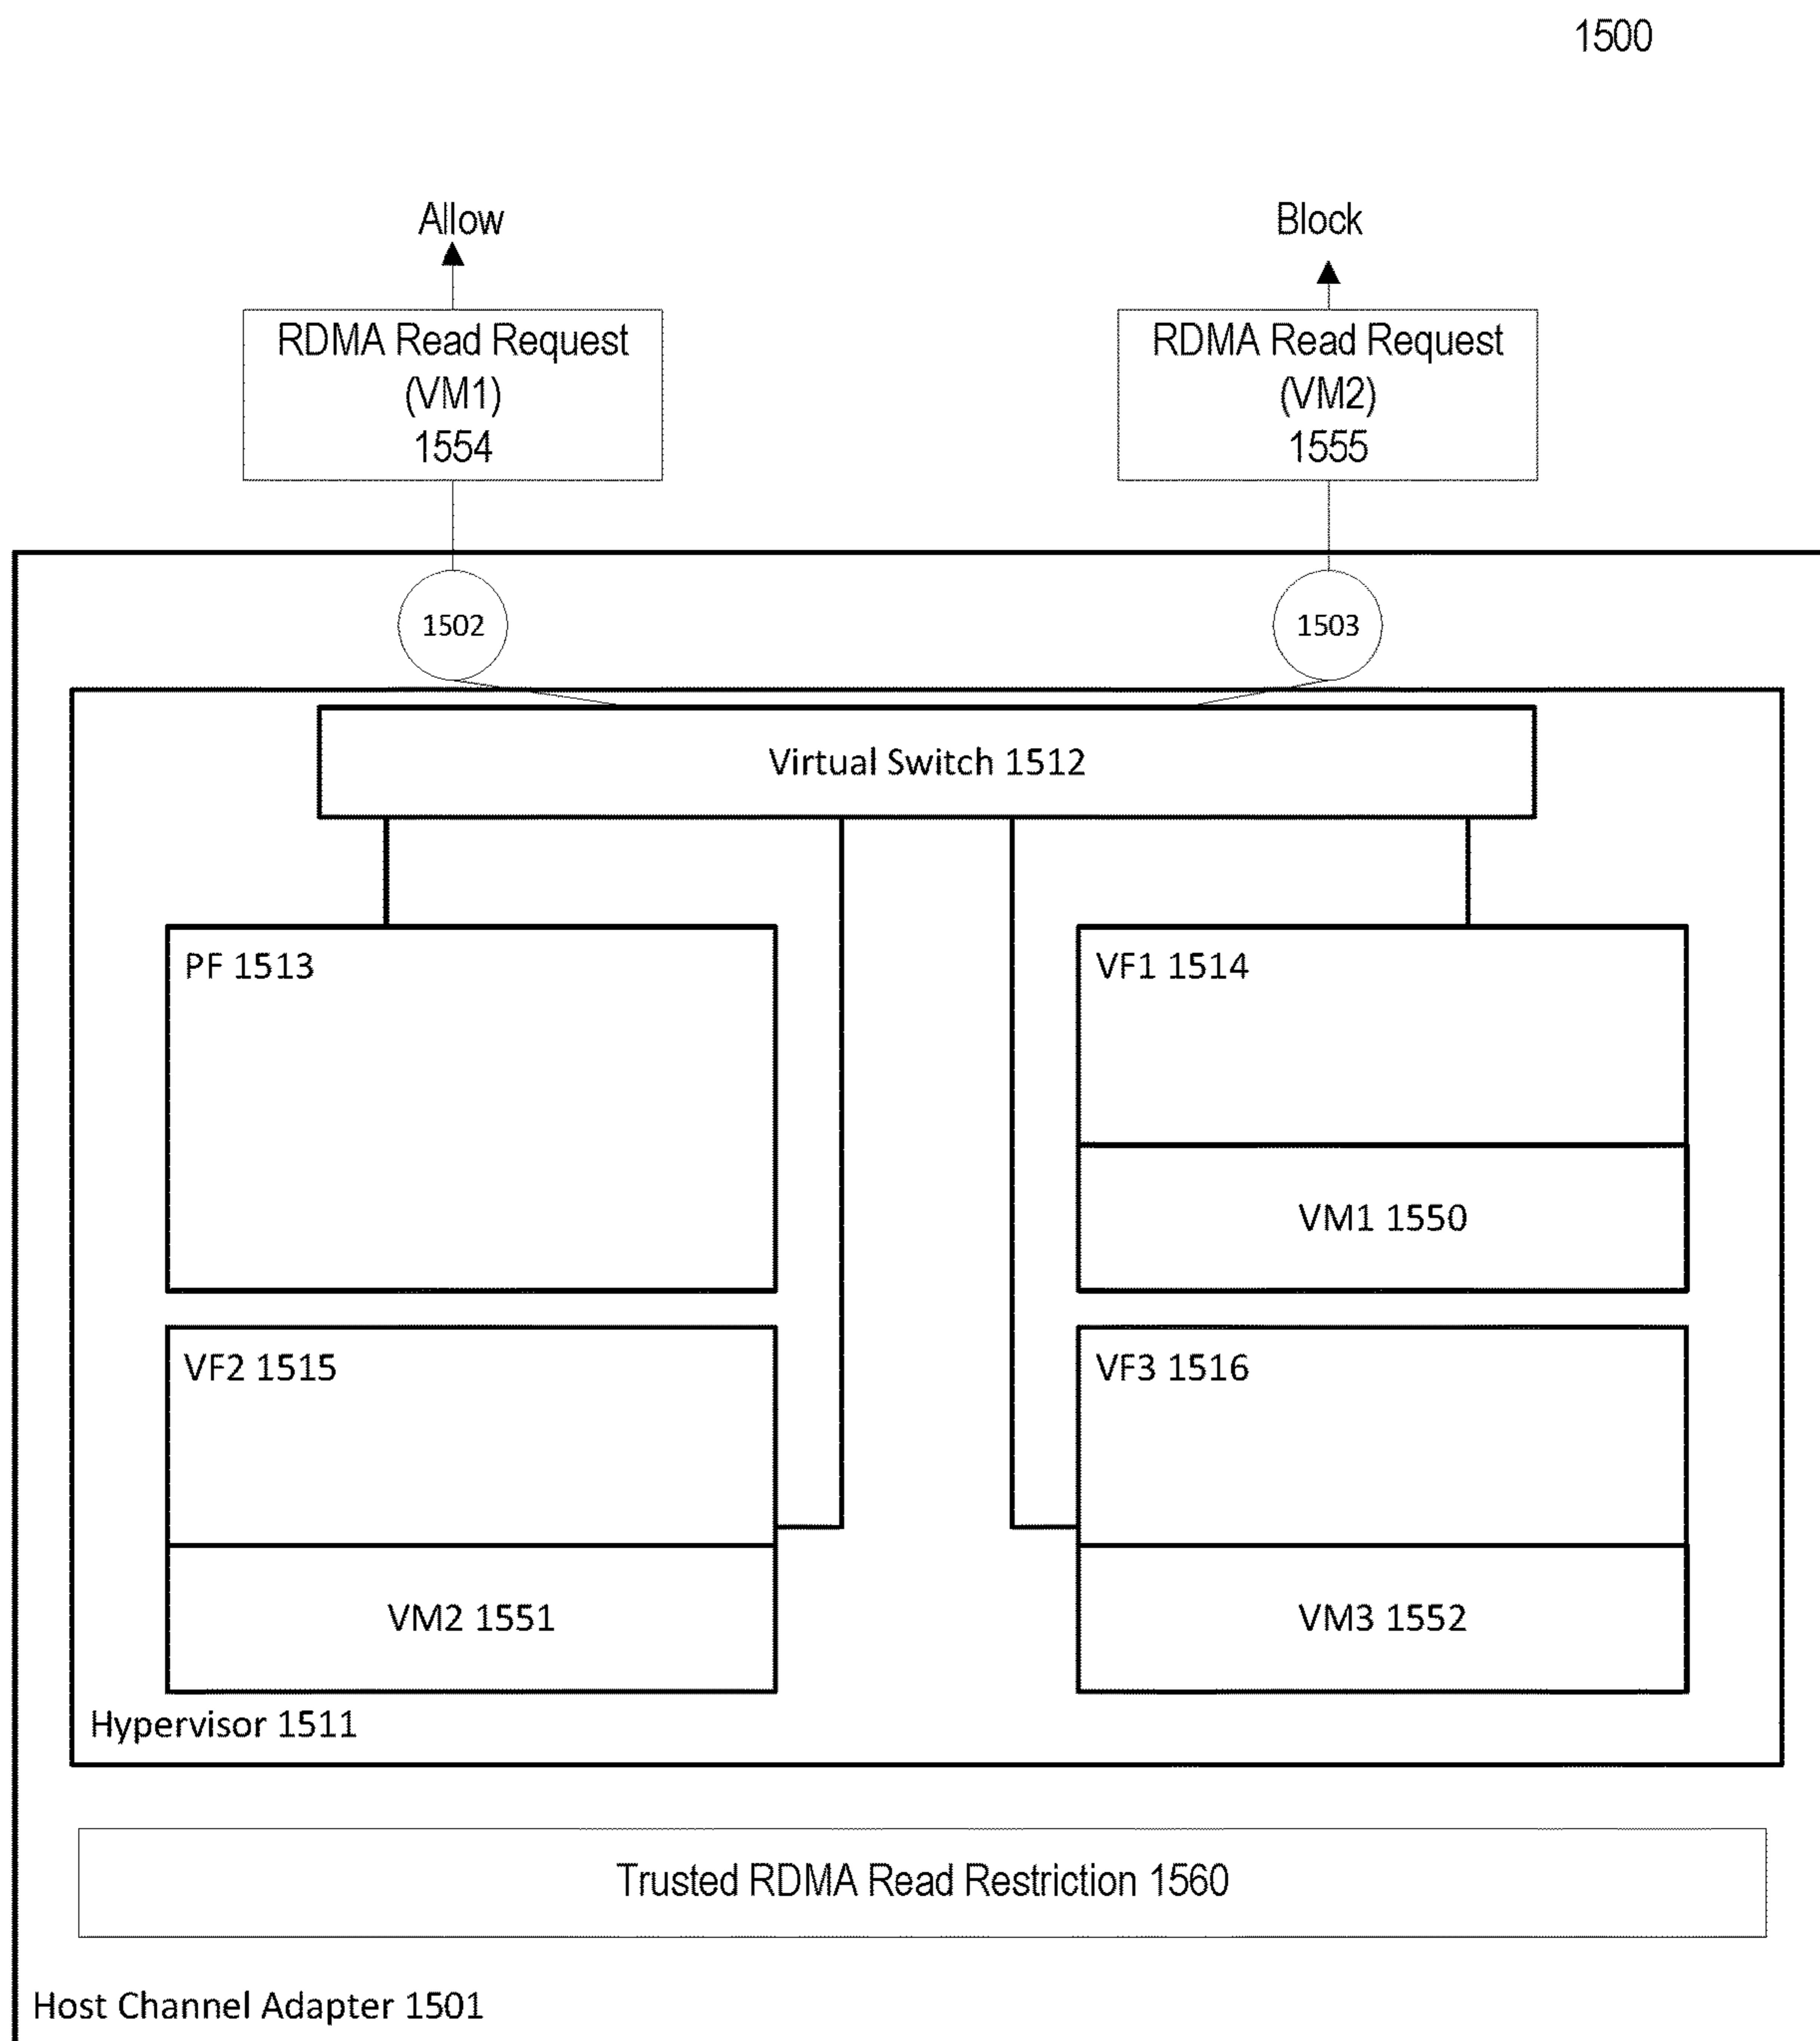 1500
Allow
Block
RDMA Read Request
(VM1)
1554
RDMA Read Request
(VM2)
1555
1502
1503
Virtual Switch 1512
PF 1513
VF1 1514
VM1 1550
VF2 1515
VF3 1516
VM2 1551
VM3 1552
Hypervisor 1511
Trusted RDMA Read Restriction 1560
Host Channel Adapter 1501